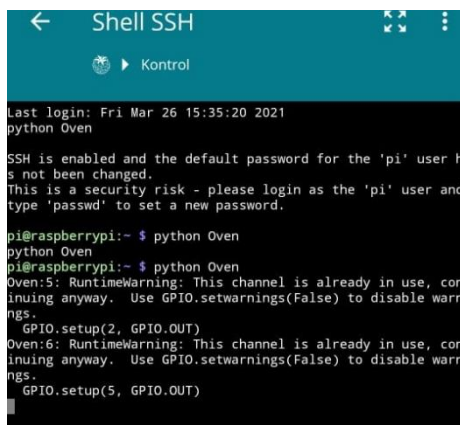 Shell SSH
Kontrol
Last login: Fri Mar 26 15:35:20 2021
python Oven
SSH is enabled and the default password for the 'pi' user h
s not been changed.
This is a security risk - please login as the 'pi' user and
type 'passwd' to set a new password.
pi@raspberrypi:~ $ python Oven
python Oven
pi@raspberrypi:~ $ python Oven
Oven:5: RuntimeWarning: This channel is already in use, con
inuing anyway.  Use GPIO.setwarnings(False) to disable warn
ngs.
  GPIO.setup(2, GPIO.OUT)
Oven:6: RuntimeWarning: This channel is already in use, con
inuing anyway.  Use GPIO.setwarnings(False) to disable warn
ngs.
  GPIO.setup(5, GPIO.OUT)